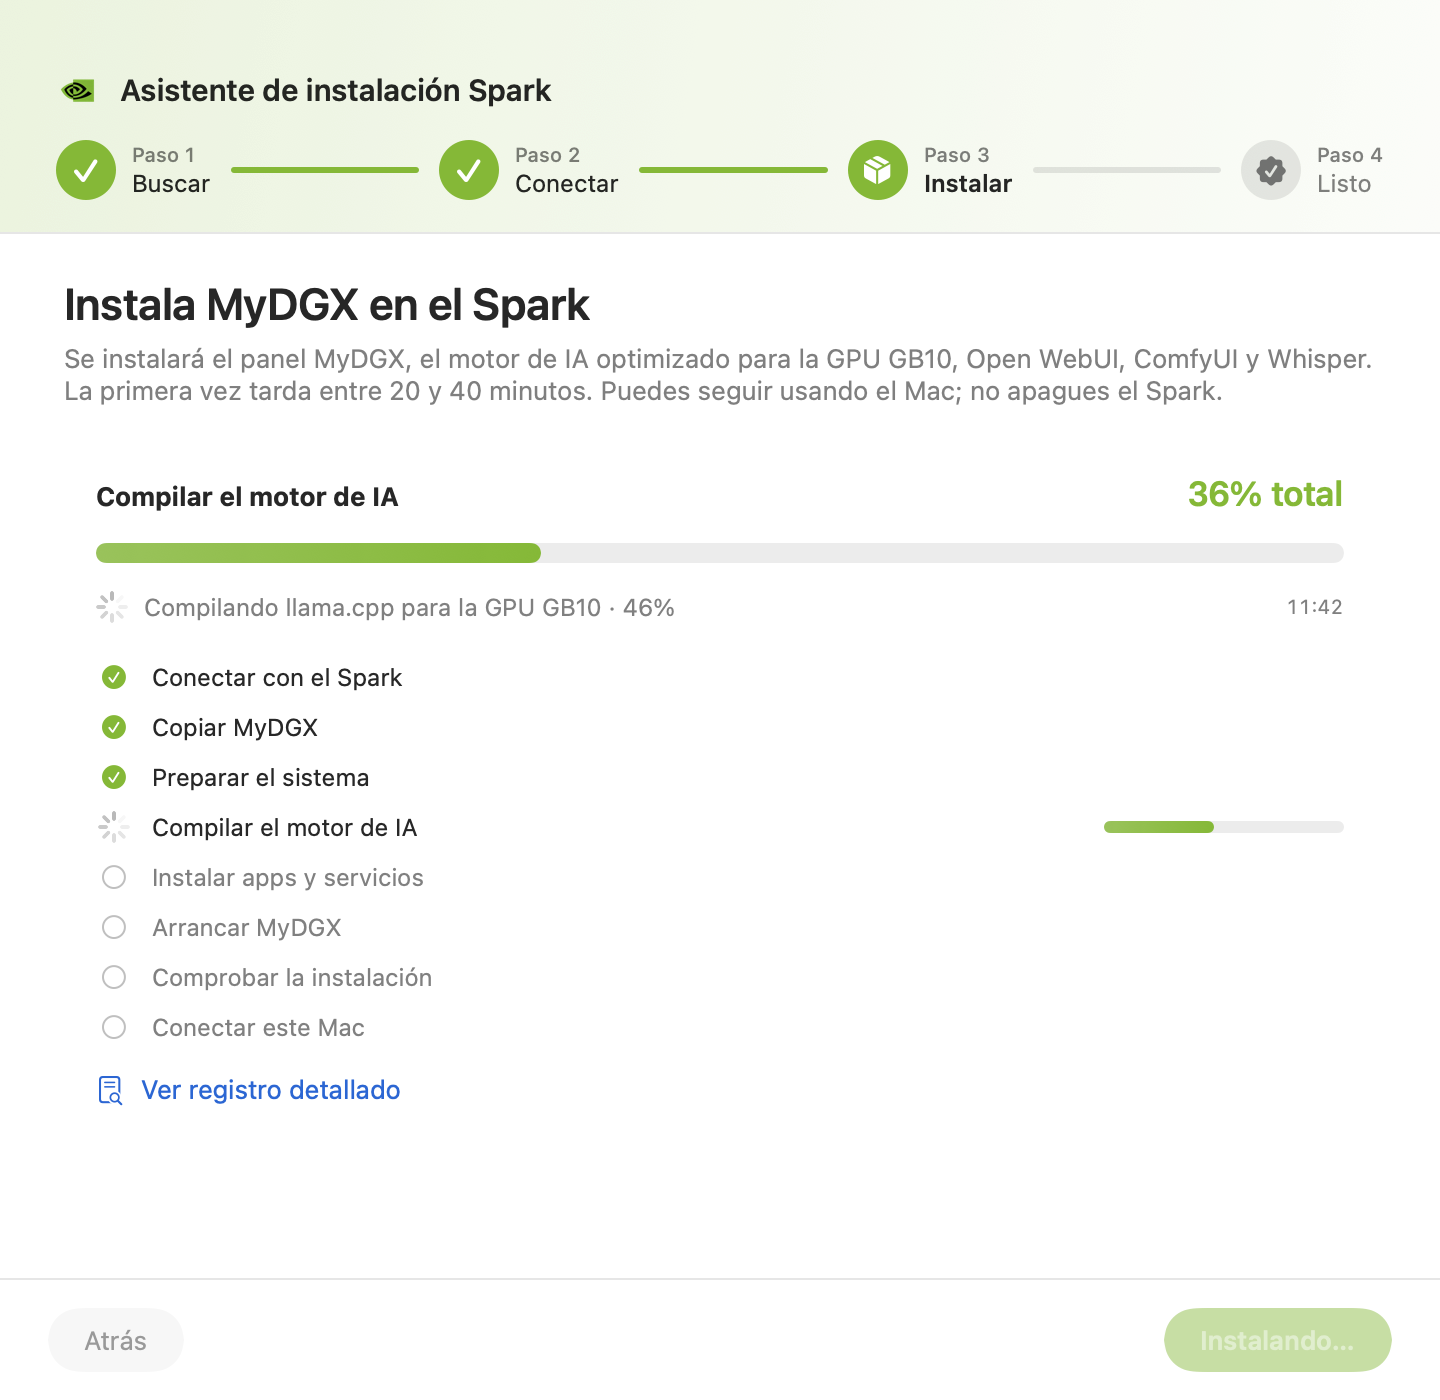 Asistente de instalación Spark
Paso 1
Buscar
Paso 2
Conectar
Paso 3
Instalar
Paso 4
Listo
Instala MyDGX en el Spark
Se instalará el panel MyDGX, el motor de IA optimizado para la GPU GB10, Open WebUI, ComfyUI y Whisper.
La primera vez tarda entre 20 y 40 minutos. Puedes seguir usando el Mac; no apagues el Spark.
Compilar el motor de IA
36% total
Compilando llama.cpp para la GPU GB10 · 46%
11:42
Conectar con el Spark
Copiar MyDGX
Preparar el sistema
Compilar el motor de IA
Instalar apps y servicios
Arrancar MyDGX
Comprobar la instalación
Conectar este Mac
Ver registro detallado
Atrás
Instalando...